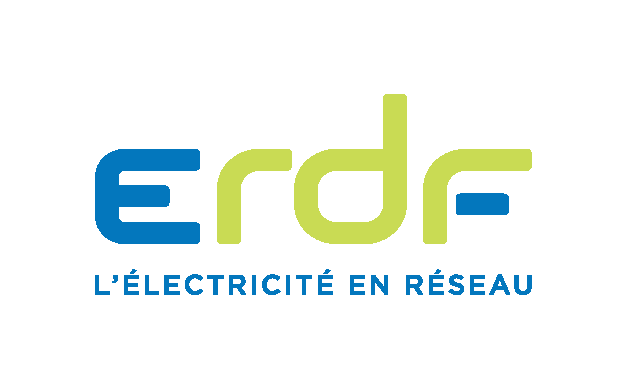 erdf
L'ÉLECTRICITÉ EN RÉSEAU